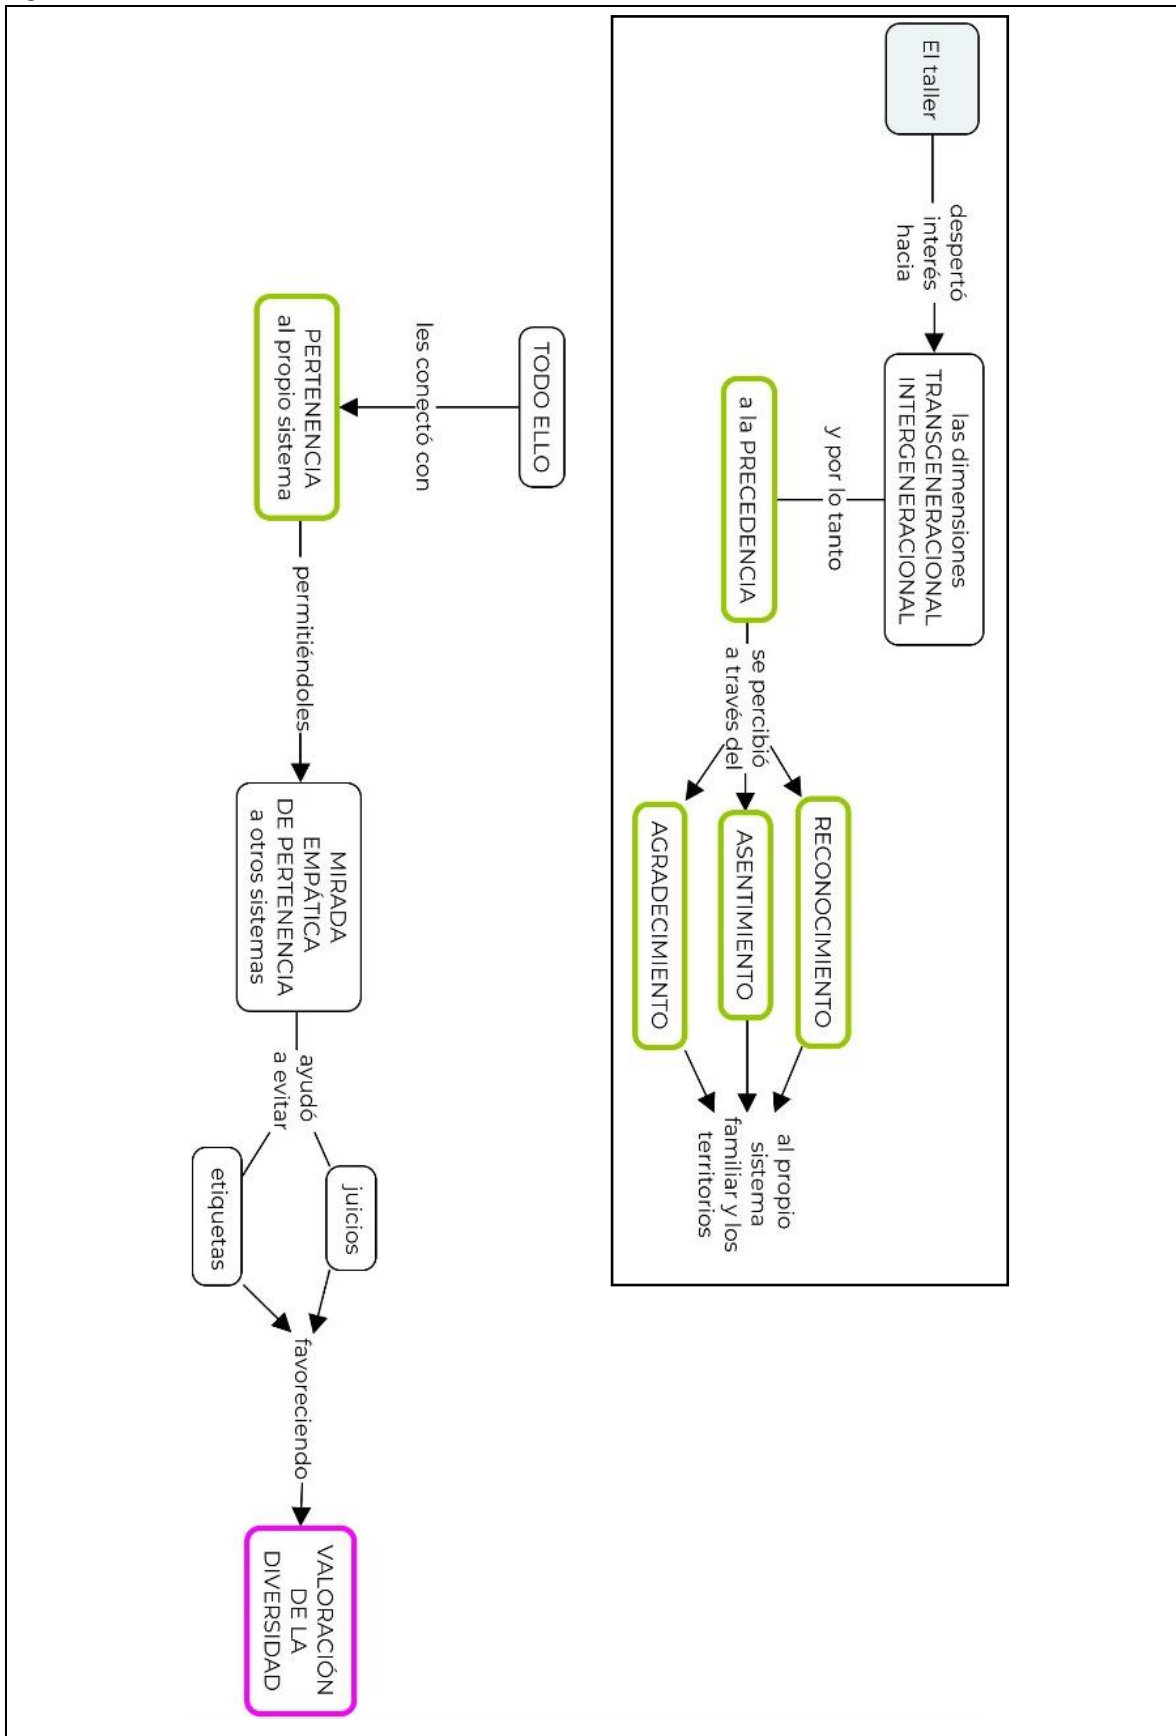 El taller
despertó
interés
hacia
las dimensiones
TRANSGENERACIONAL
INTERGENERACIONAL
y por lo tanto
a la PRECEDENCIA
se percibió
a través del
RECONOCIMIENTO
ASENTIMIENTO
AGRADECIMIENTO
al propio
sistema
familiar y los
territorios
TODO ELLO
les conectó con
PERTENENCIA
al propio sistema
permitiéndoles
MIRADA
EMPÁTICA
DE PERTENENCIA
a otros sistemas
ayudó
a evitar
juicios
etiquetas
favoreciendo
VALORACIÓN
DE LA
DIVERSIDAD